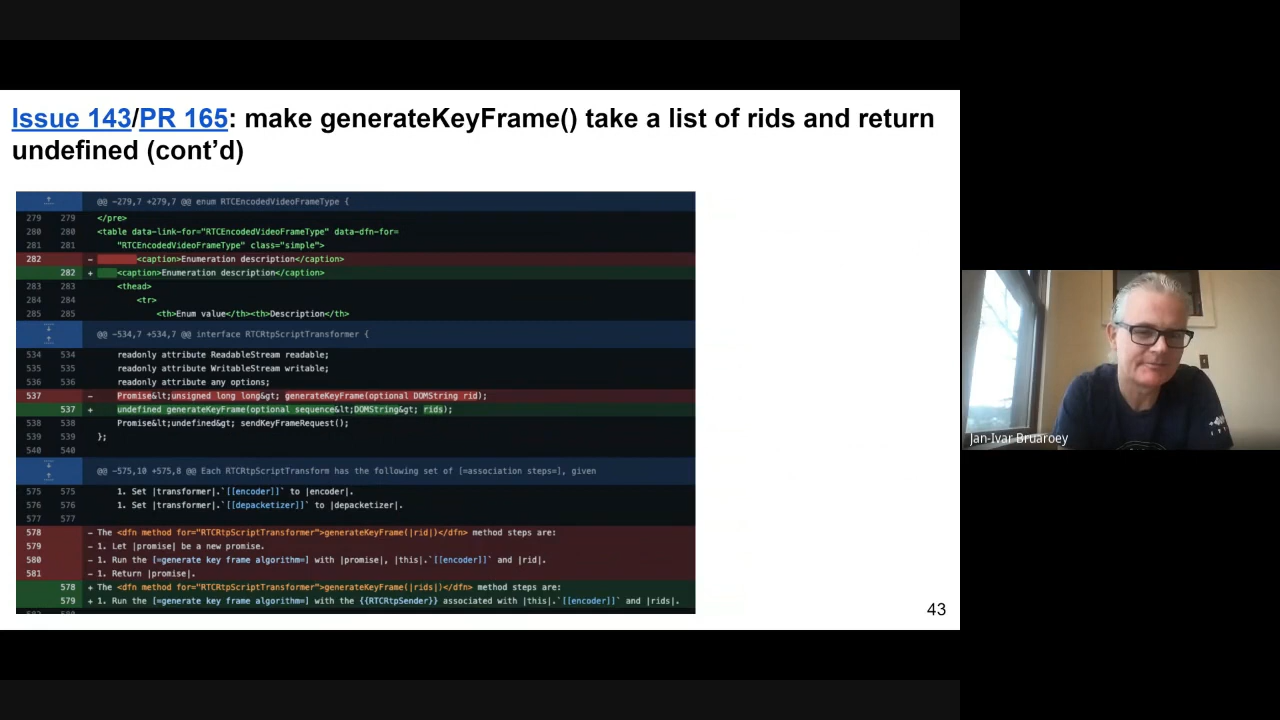 Issue 143/PR 165: make generateKeyFrame() take a list of rids and return
undefined (cont’d)
@@ -279,7 +279,7 @@ enum RTCEncodedVideoFrameType {
279 279 </pre>
280 280 <table data-link-for="RTCEncodedVideoFrameType" data-dfn-for=
281 281 "RTCEncodedVideoFrameType" class="simple">
282 - <caption>Enumeration description</caption>
282 + <caption>Enumeration description</caption>
283 283 <thead>
284 284 <tr>
285 285 <th>Enum value</th><th>Description</th>
@@ -534,7 +534,7 @@ interface RTCRtpScriptTransformer {
534 534 readonly attribute ReadableStream readable;
535 535 readonly attribute WritableStream writable;
536 536 readonly attribute any options;
537 - Promise&lt;unsigned long long&gt; generateKeyFrame(optional DOMString rid);
537 + undefined generateKeyFrame(optional sequence&lt;DOMString&gt; rids);
538 538 Promise&lt;undefined&gt; sendKeyFrameRequest();
539 539 };
540 540
@@ -575,10 +575,8 @@ Each RTCRtpScriptTransform has the following set of [=association steps=], given
575 575 1. Set |transformer|.`[[encoder]]` to |encoder|.
576 576 1. Set |transformer|.`[[depacketizer]]` to |depacketizer|.
577 577
578 - The <dfn method for="RTCRtpScriptTransformer">generateKeyFrame(|rid|)</dfn> method steps are:
579 - 1. Let |promise| be a new promise.
580 - 1. Run the [=generate key frame algorithm=] with |promise|, |this|.`[[encoder]]` and |rid|.
581 - 1. Return |promise|.
578 + The <dfn method for="RTCRtpScriptTransformer">generateKeyFrame(|rids|)</dfn> method steps are:
579 + 1. Run the [=generate key frame algorithm=] with the {{RTCRtpSender}} associated with |this|.`[[encoder]]` and |rids|.
43
Jan-Ivar Bruaroey